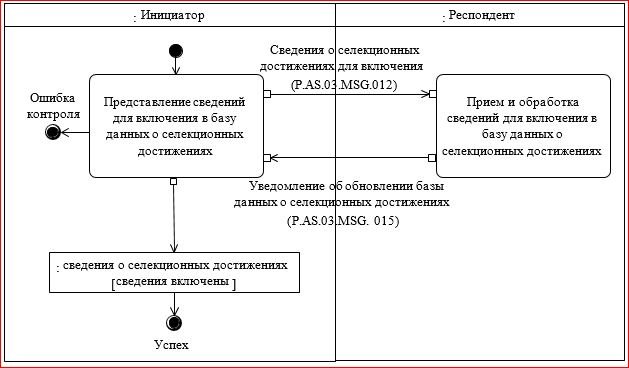 : Инициатор
: Респондент
Сведения о селекционных
достижениях для включения
(P.AS.03.MSG.012)
Ошибка
контроля
Представление сведений
для включения в базу
данных о селекционных
достижениях
Прием и обработка
сведений для включения в
базу данных о
селекционных достижениях
Уведомление об обновлении базы
данных о селекционных достижениях
(P.AS.03.MSG. 015)
: сведения о селекционных достижениях
[сведения включены ]
Успех